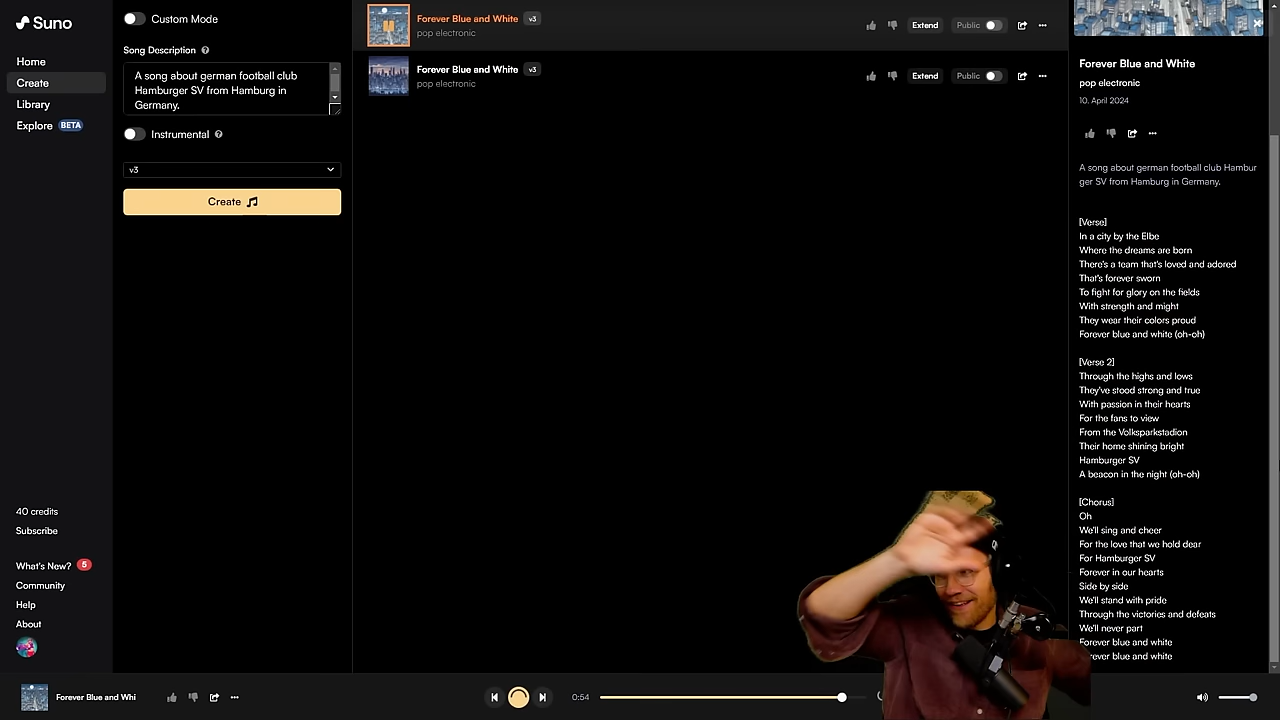 Suno
Home
Create
Library
Explore BETA
40 credits
Subscribe
What's New? 5
Community
Help
About
Custom Mode
Song Description
A song about german football club
Hamburger SV from Hamburg in
Germany.
Instrumental
v3
Create
Forever Blue and White v3
pop electronic
Extend
Public
Forever Blue and White v3
pop electronic
Extend
Public
Forever Blue and White
pop electronic
10. April 2024
A song about german football club Hambur
ger SV from Hamburg in Germany.
[Verse]
In a city by the Elbe
Where the dreams are born
There's a team that's loved and adored
That's forever sworn
To fight for glory on the fields
With strength and might
They wear their colors proud
Forever blue and white (oh-oh)
[Verse 2]
Through the highs and lows
They've stood strong and true
With passion in their hearts
For the fans to view
From the Volksparkstadion
Their home shining bright
Hamburger SV
A beacon in the night (oh-oh)
[Chorus]
Oh
We'll sing and cheer
For the love that we hold dear
For Hamburger SV
Forever in our hearts
Side by side
We'll stand with pride
Through the victories and defeats
We'll never part
Forever blue and white
rever blue and white
Forever Blue and Whi
0:54